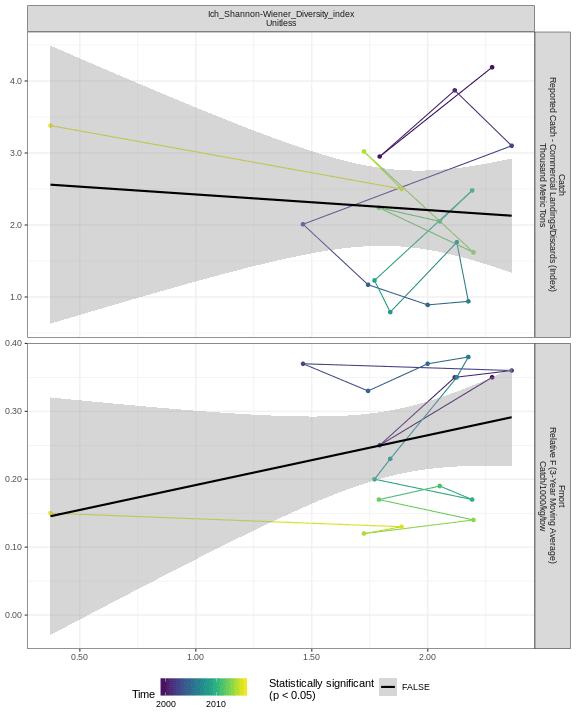 Ich_Shannon-Wiener_Diversity_index
Unitless
4.0
3.0
2.0
1.0
Catch
Reported Catch - Commercial Landings/Discards (Index)
Thousand Metric Tons
0.40
0.30
0.20
0.10
0.00
Fmort
Relative F (3-Year Moving Average)
Catch/1000/kg/tow
0.50
1.00
1.50
2.00
Time
2000
2010
Statistically significant
(p < 0.05)
FALSE